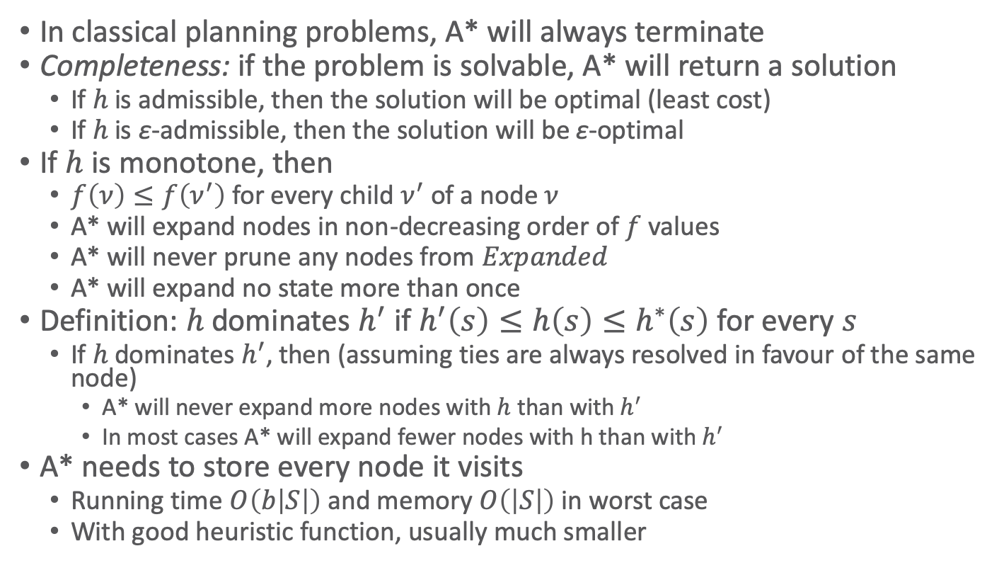 • In classical planning problems, A* will always terminate
• Completeness: if the problem is solvable, A* will return a solution
• If h is admissible, then the solution will be optimal (least cost)
• If h is ε-admissible, then the solution will be ε-optimal
• If h is monotone, then
• f(ν) ≤ f(ν′) for every child ν′ of a node ν
• A* will expand nodes in non-decreasing order of f values
• A* will never prune any nodes from Expanded
• A* will expand no state more than once
• Definition: h dominates h′ if h′(s) ≤ h(s) ≤ h*(s) for every s
• If h dominates h′, then (assuming ties are always resolved in favour of the same
node)
• A* will never expand more nodes with h than with h′
• In most cases A* will expand fewer nodes with h than with h′
• A* needs to store every node it visits
• Running time O(b|S|) and memory O(|S|) in worst case
• With good heuristic function, usually much smaller